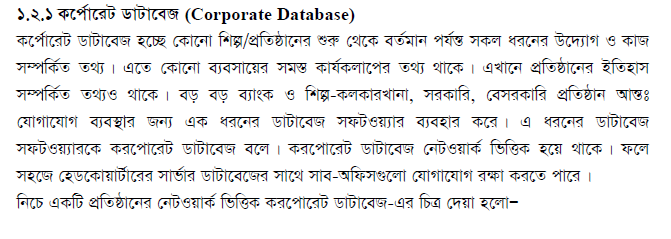 ১.২.১ কর্পোরেট ডাটাবেজ (Corporate Database)
কর্পোরেট ডাটাবেজ হচ্ছে কোনো শিল্প/প্রতিষ্ঠানের শুরু থেকে বর্তমান পর্যন্ত সকল ধরনের উদ্যোগ ও কাজ
সম্পর্কিত তথ্য। এতে কোনো ব্যবসায়ের সমস্ত কার্যকলাপের তথ্য থাকে। এখানে প্রতিষ্ঠানের ইতিহাস
সম্পর্কিত তথ্যও থাকে। বড় বড় ব্যাংক ও শিল্প-কলকারখানা, সরকারি, বেসরকারি প্রতিষ্ঠান আন্তঃ
যোগাযোগ ব্যবস্থার জন্য এক ধরনের ডাটাবেজ সফটওয়্যার ব্যবহার করে। এ ধরনের ডাটাবেজ
সফটওয়্যারকে করপোরেট ডাটাবেজ বলে। করপোরেট ডাটাবেজ নেটওয়ার্ক ভিত্তিক হয়ে থাকে। ফলে
সহজে হেডকোয়ার্টারের সার্ভার ডাটাবেজের সাথে সাব-অফিসগুলো যোগাযোগ রক্ষা করতে পারে।
নিচে একটি প্রতিষ্ঠানের নেটওয়ার্ক ভিত্তিক করপোরেট ডাটাবেজ-এর চিত্র দেয়া হলো–